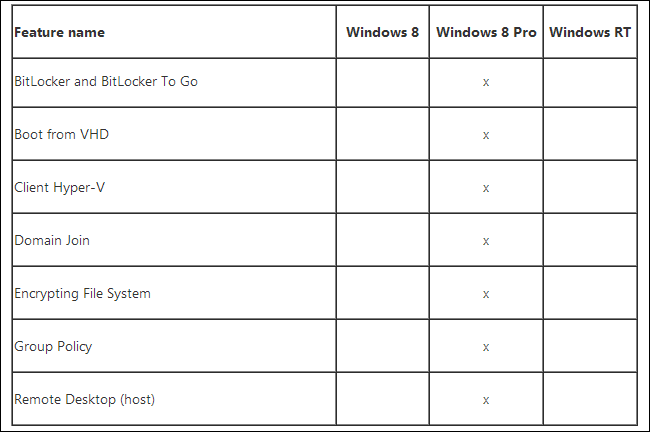 Feature name Windows 8 Windows 8 Pro Windows RT
BitLocker and BitLocker To Go x
Boot from VHD x
Client Hyper-V x
Domain Join x
Encrypting File System x
Group Policy x
Remote Desktop (host) x